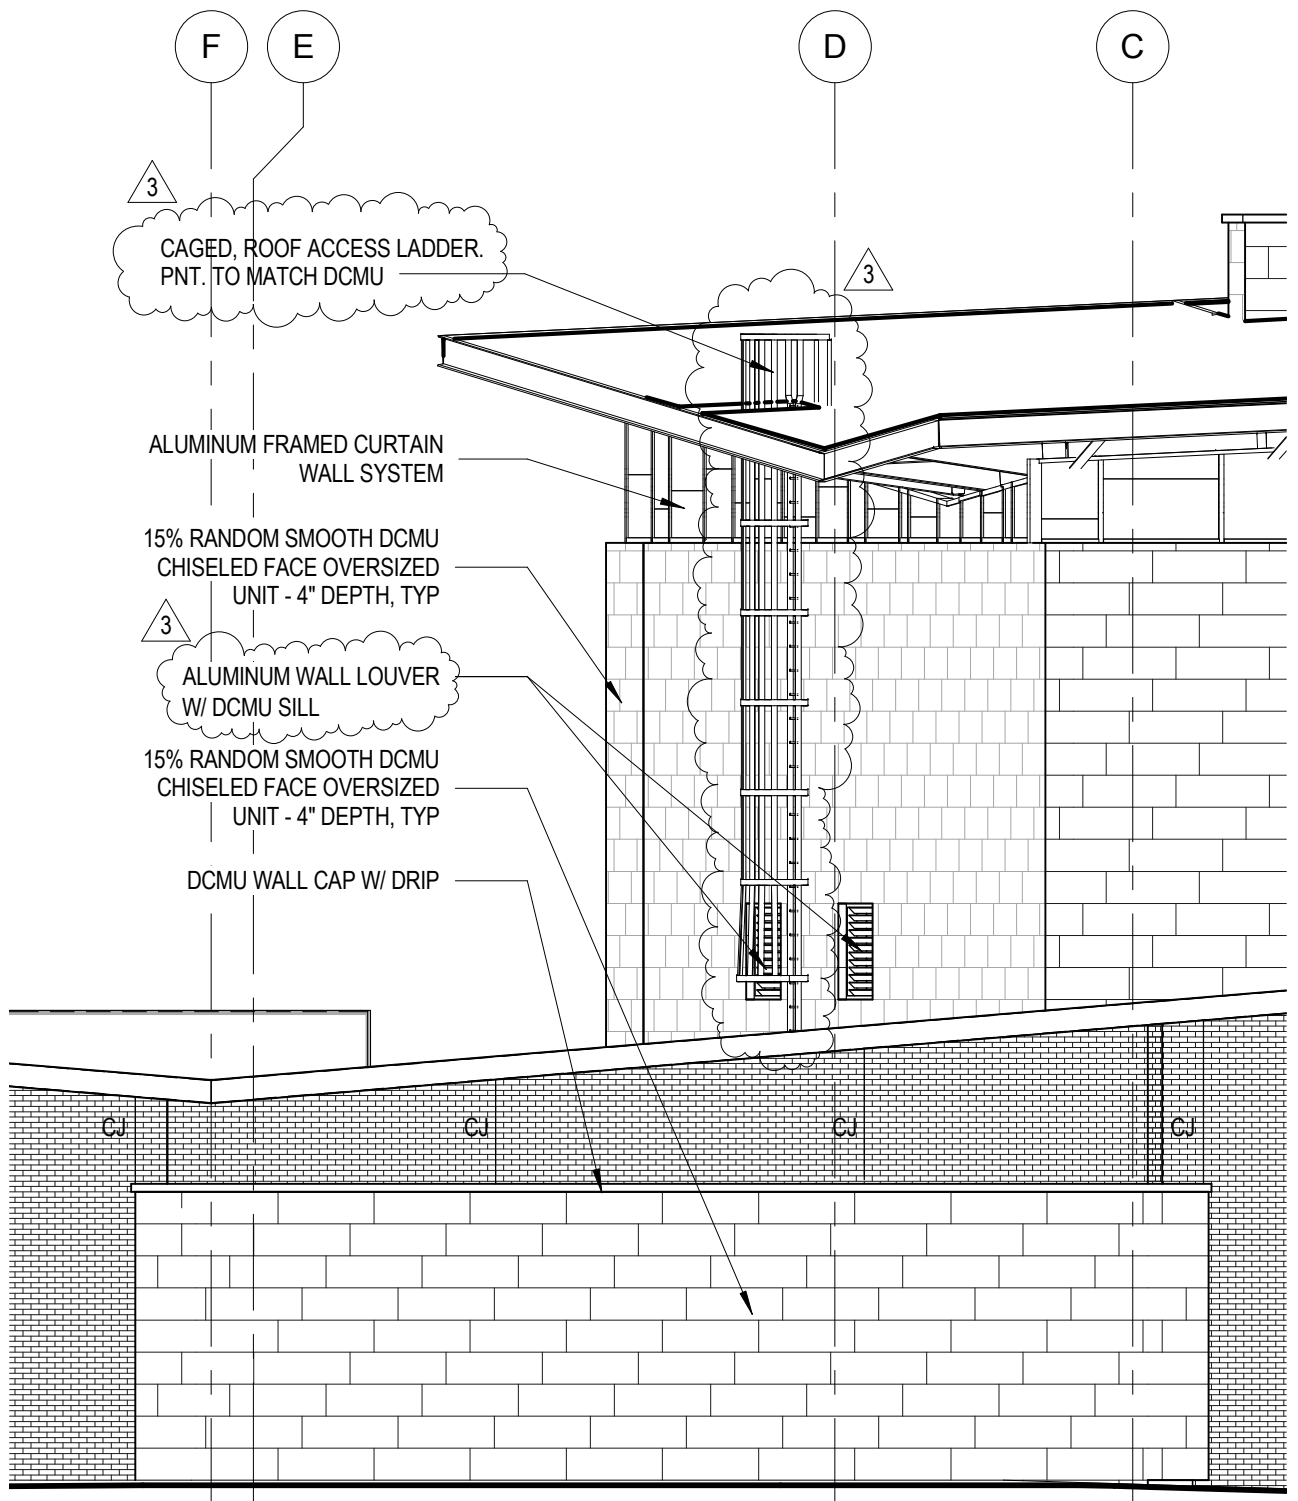 F
E
D
C
3
CAGED, ROOF ACCESS LADDER.
PNT. TO MATCH DCMU
3
ALUMINUM FRAMED CURTAIN
WALL SYSTEM
15% RANDOM SMOOTH DCMU
CHISELED FACE OVERSIZED
UNIT - 4" DEPTH, TYP
3
ALUMINUM WALL LOUVER
W/ DCMU SILL
15% RANDOM SMOOTH DCMU
CHISELED FACE OVERSIZED
UNIT - 4" DEPTH, TYP
DCMU WALL CAP W/ DRIP
CJ
CJ
CJ
CJ